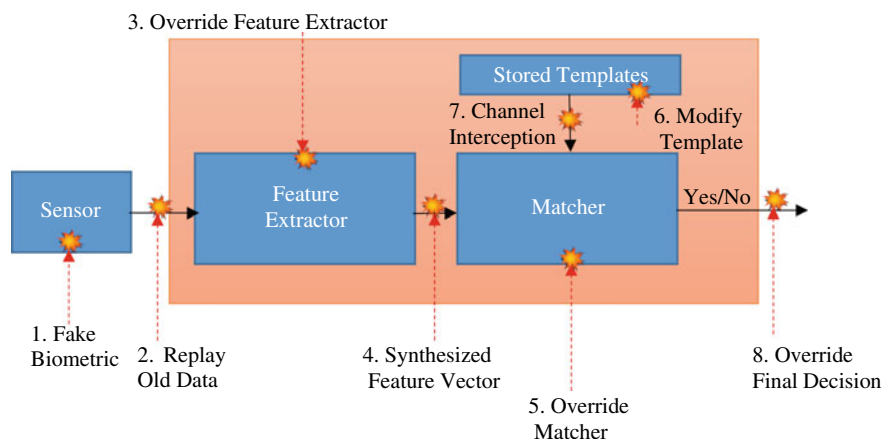 3. Override Feature Extractor
Stored Templates
7. Channel
Interception
6. Modify
Template
Sensor
Feature
Extractor
Matcher
Yes/No
1. Fake
Biometric
2. Replay
Old Data
4. Synthesized
Feature Vector
5. Override
Matcher
8. Override
Final Decision